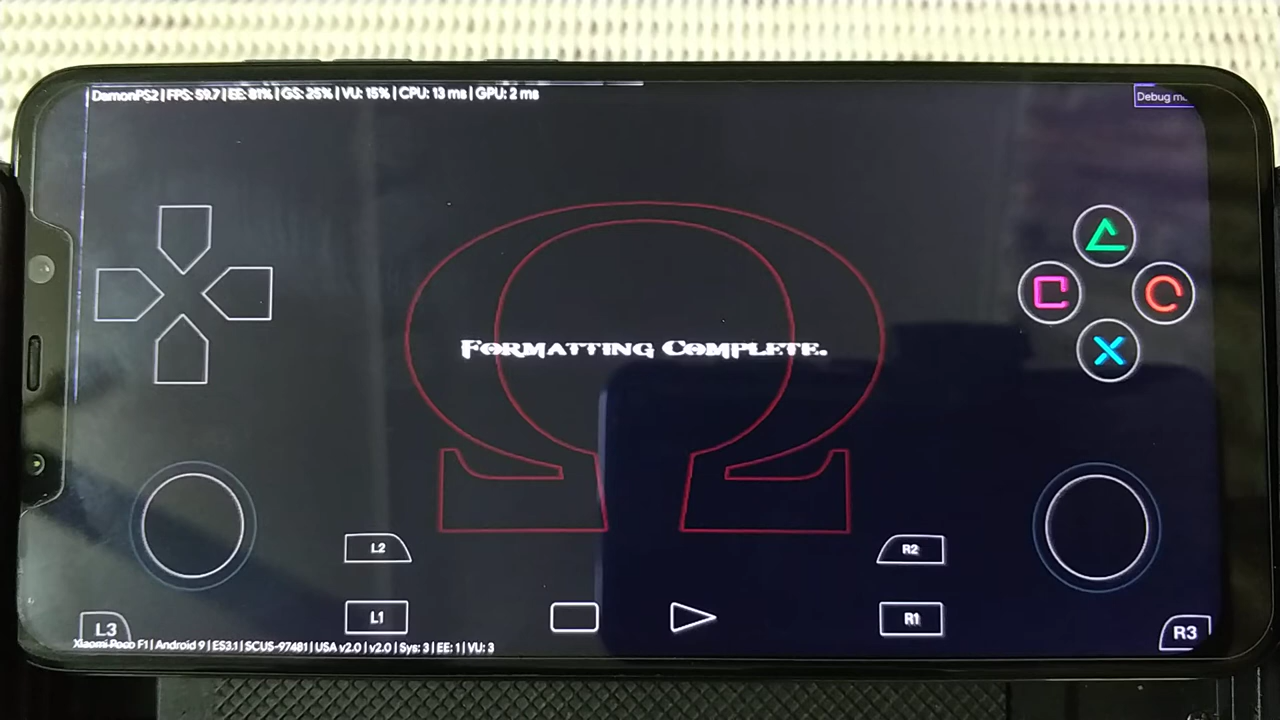 DamonPS2 | FPS: 59.7 | EE: 81% | GS: 25% | VU: 15% | CPU: 13 ms | GPU: 2 ms
Debug m
Formatting Complete.
L2
R2
L3
L1
R1
R3
Xiaomi Poco F1 | Android 9 | ES3.1 | SCUS-97481 | USA v2.0 | v2.0 | Sys: 3 | EE: 1 | VU: 3